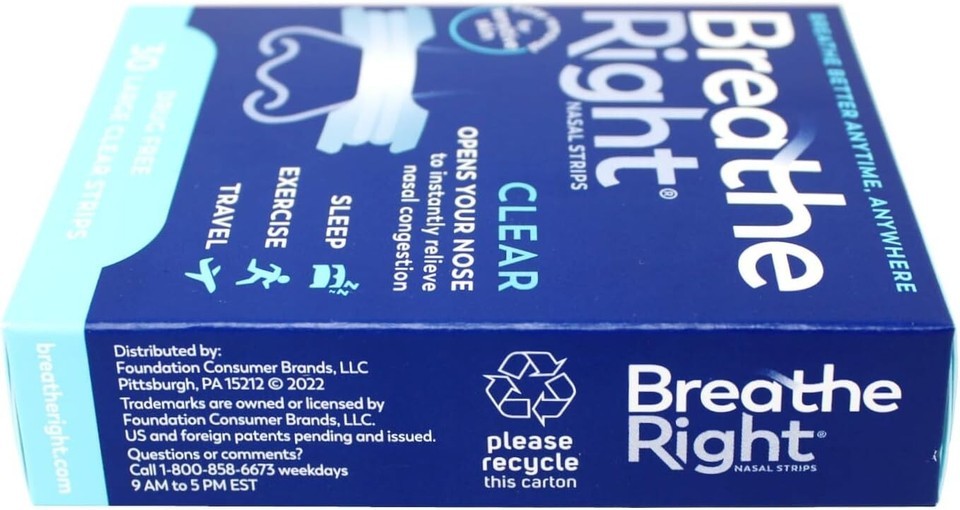 BREATHE BETTER ANYTIME, ANYWHERE
Breathe
Right®
NASAL STRIPS
sensitive
skin
CLEAR
OPENS YOUR NOSE
to instantly relieve
nasal congestion
SLEEP
EXERCISE
TRAVEL
DRUG FREE
30 LARGE CLEAR STRIPS
breatheright.com
Distributed by:
Foundation Consumer Brands, LLC
Pittsburgh, PA 15212 © 2022
Trademarks are owned or licensed by
Foundation Consumer Brands, LLC.
US and foreign patents pending and issued.
Questions or comments?
Call 1-800-858-6673 weekdays
9 AM to 5 PM EST
please
recycle
this carton
Breathe
Right®
NASAL STRIPS